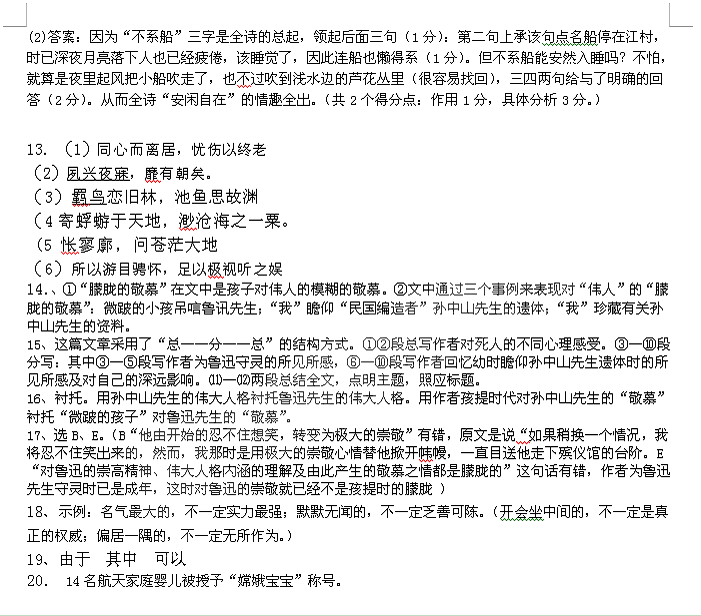 (2)答案：因为“不系船”三字是全诗的总起，领起后面三句（1 分）：第二句上承该句点名船停在江村，
时已深夜月亮落下人也已经疲倦，该睡觉了，因此连船也懒得系（1 分）。但不系船能安然入睡吗？不怕，
就算是夜里起风把小船吹走了，也不过吹到浅水边的芦花丛里（很容易找回），三四两句给与了明确的回
答（2 分）。从而全诗“安闲自在”的情趣全出。（共 2 个得分点：作用 1 分，具体分析 3 分。）
13. （1）同心而离居，忧伤以终老
（2）夙兴夜寐，靡有朝矣。
（3）羁鸟恋旧林，池鱼思故渊
（4 寄蜉蝣于天地，渺沧海之一粟。
（5 怅寥廓，问苍茫大地
（6）所以游目骋怀，足以极视听之娱
14.、①“朦胧的敬慕”在文中是孩子对伟人的模糊的敬慕。②文中通过三个事例来表现对“伟人”的“朦
胧的敬慕”：微跛的小孩吊唁鲁讯先生；“我”瞻仰“民国编造者”孙中山先生的遗体；“我”珍藏有关孙
中山先生的资料。
15、这篇文章采用了“总一一分一一总”的结构方式。①②段总写作者对死人的不同心理感受。③一⑩段
分写：其中③一⑤段写作者为鲁迅守灵的所见所感，⑥一⑩段写作者回忆幼时瞻仰孙中山先生遗体时的所
见所感及对自己的深远影响。⑾一⑿两段总结全文，点明主题，照应标题。
16、衬托。用孙中山先生的伟大人格衬托鲁迅先生的伟大人格。用作者孩提时代对孙中山先生的“敬慕”
衬托“微跛的孩子”对鲁迅先生的“敬慕”。
17、选 B、E。（B“他由开始的忍不住想笑，转变为极大的崇敬”有错，原文是说“如果稍换一个情况，我
将忍不住笑出来的，然而，我那时是用极大的崇敬心情替他掀开帏幔，一直目送他走下殡仪馆的台阶。E
“对鲁迅的崇高精神、伟大人格内涵的理解及由此产生的敬慕之情都是朦胧的”这句话有错，作者为鲁迅
先生守灵时已是成年，这时对鲁迅的崇敬就已经不是孩提时的朦胧 ）
18、示例：名气最大的，不一定实力最强；默默无闻的，不一定乏善可陈。（开会坐中间的，不一定是真
正的权威；偏居一隅的，不一定无所作为。）
19、由于 其中 可以
20. 14 名航天家庭婴儿被授予“嫦娥宝宝”称号。